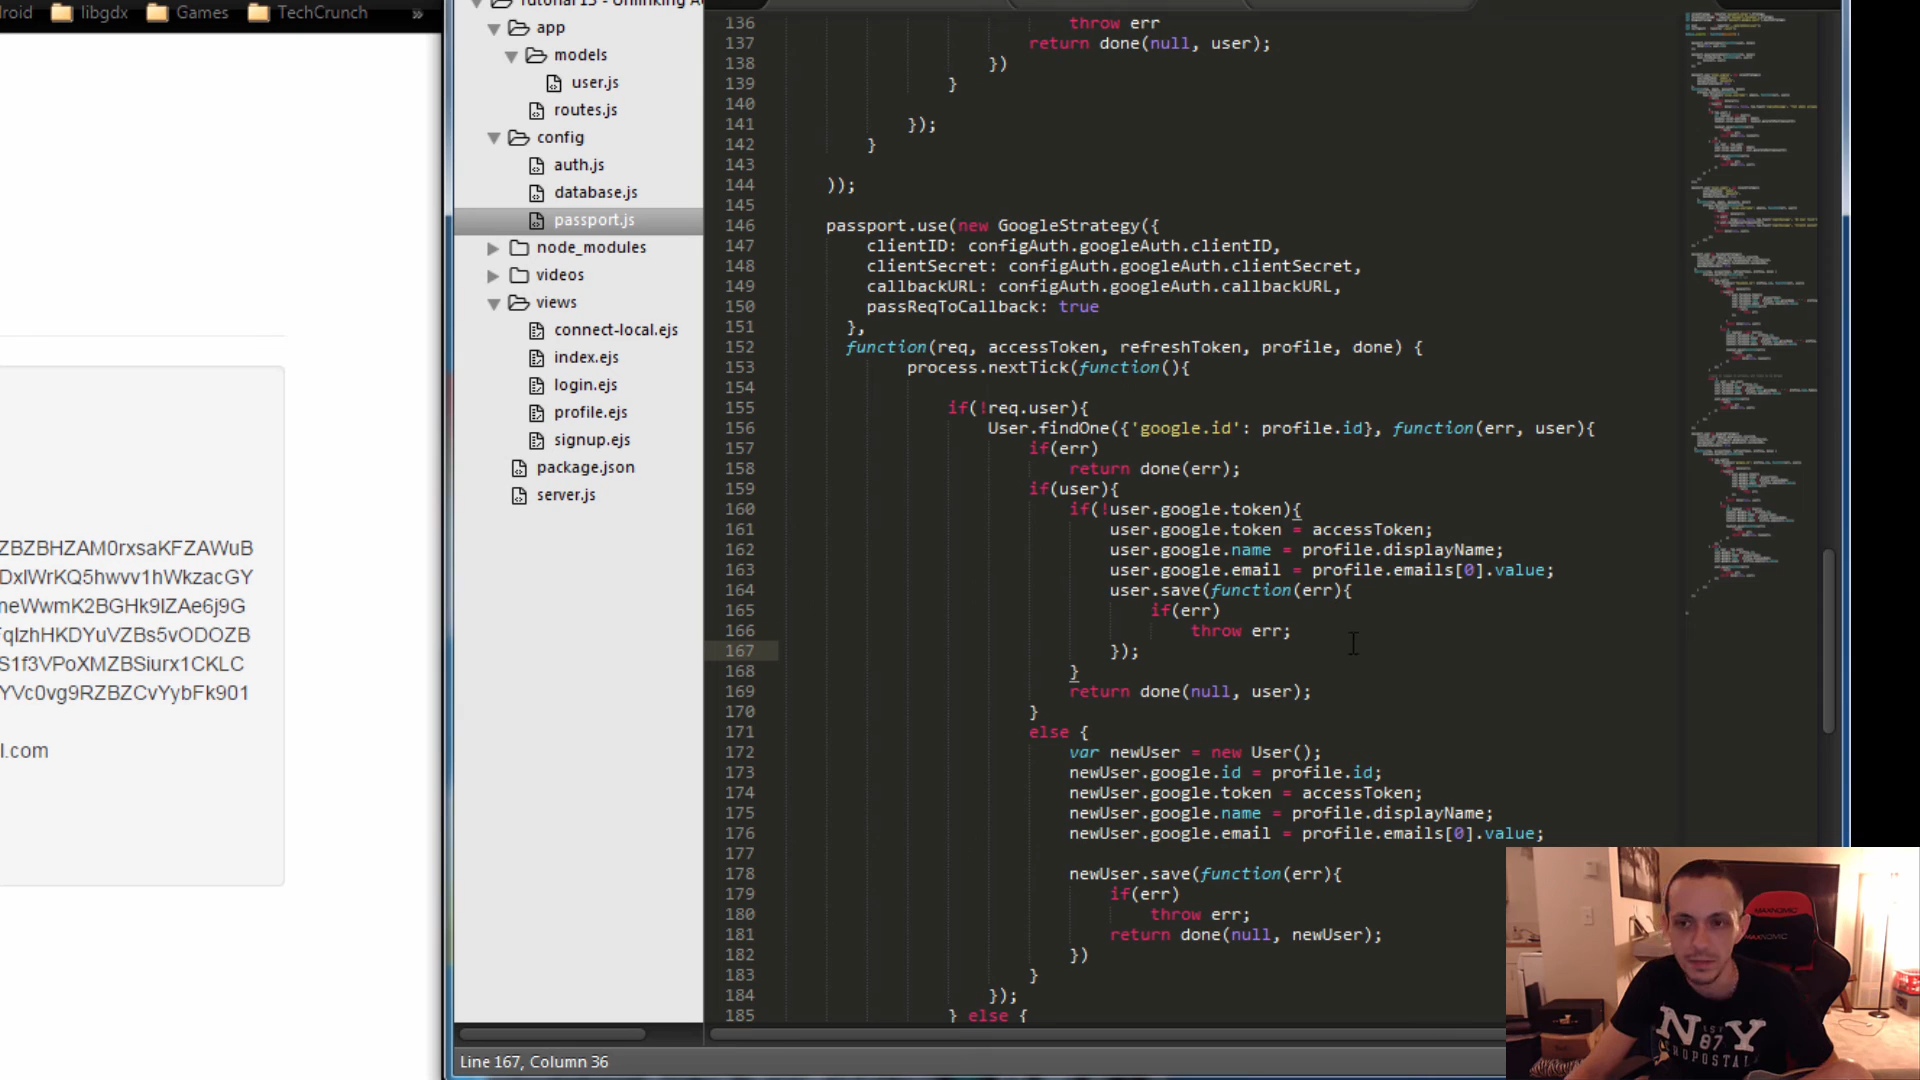 roid libgdx Games TechCrunch »
ZBZBHZAM0rxsaKFZAWuB
DxIWrKQ5hwvv1hWkzacGY
neWwmK2BGHk9IZAe6j9G
FqIzhHKDYuVZBs5vODOZB
S1f3VPoXMZBSiurx1CKLC
YVc0vg9RZBZCvYybFk901
l.com
app
models
user.js
routes.js
config
auth.js
database.js
passport.js
node_modules
videos
views
connect-local.ejs
index.ejs
login.ejs
profile.ejs
signup.ejs
package.json
server.js
136 throw err
137 return done(null, user);
138 })
139 }
140
141 });
142 }
143
144 ));
145
146 passport.use(new GoogleStrategy({
147 clientID: configAuth.googleAuth.clientID,
148 clientSecret: configAuth.googleAuth.clientSecret,
149 callbackURL: configAuth.googleAuth.callbackURL,
150 passReqToCallback: true
151 },
152 function(req, accessToken, refreshToken, profile, done) {
153 process.nextTick(function(){
154
155 if(!req.user){
156 User.findOne({'google.id': profile.id}, function(err, user){
157 if(err)
158 return done(err);
159 if(user){
160 if(!user.google.token){
161 user.google.token = accessToken;
162 user.google.name = profile.displayName;
163 user.google.email = profile.emails[0].value;
164 user.save(function(err){
165 if(err)
166 throw err;
167 });
168 }
169 return done(null, user);
170 }
171 else {
172 var newUser = new User();
173 newUser.google.id = profile.id;
174 newUser.google.token = accessToken;
175 newUser.google.name = profile.displayName;
176 newUser.google.email = profile.emails[0].value;
177
178 newUser.save(function(err){
179 if(err)
180 throw err;
181 return done(null, newUser);
182 })
183 }
184 });
185 } else {
Line 167, Column 36
MAXNOMIC
MAXNOMIC
N Y
87
EROPOSTAL